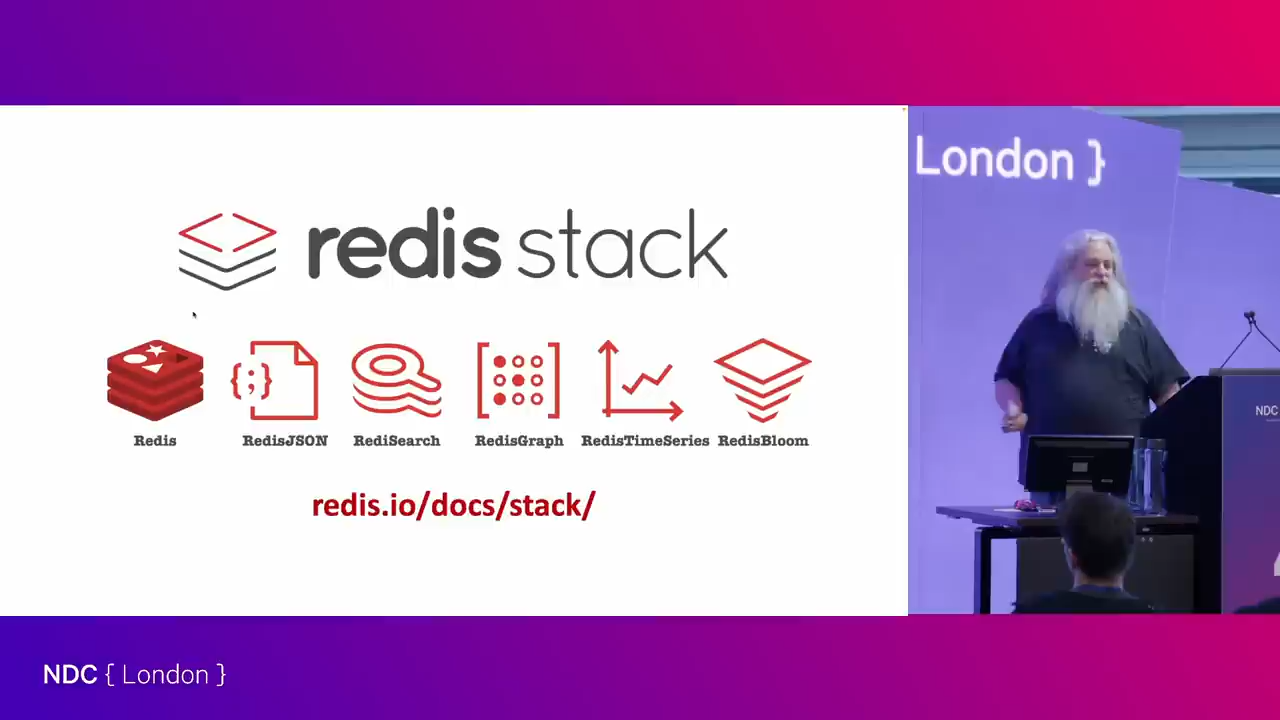 redis stack
Redis RedisJSON RediSearch RedisGraph RedisTimeSeries RedisBloom
redis.io/docs/stack/
London }
NDC
NDC { London }